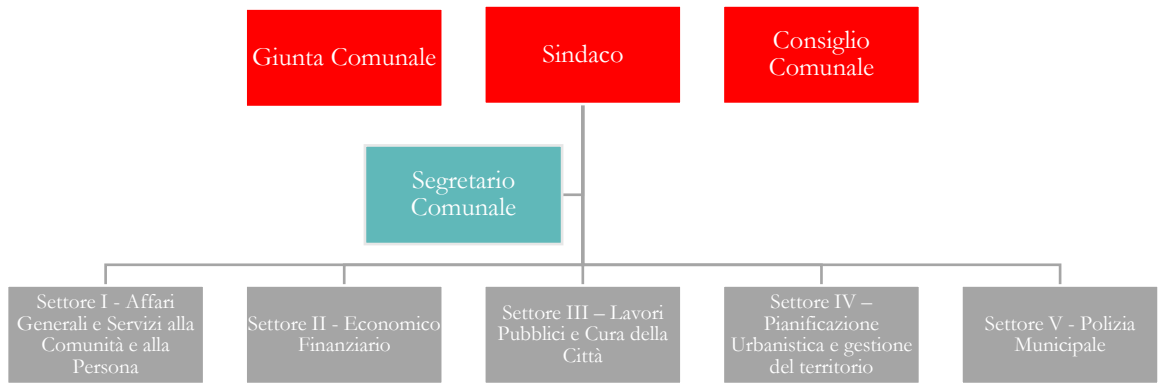 Giunta Comunale
Sindaco
Consiglio
Comunale
Segretario
Comunale
Settore I - Affari
Generali e Servizi alla
Comunità e alla
Persona
Settore II - Economico
Finanziario
Settore III – Lavori
Pubblici e Cura della
Città
Settore IV –
Pianificazione
Urbanistica e gestione
del territorio
Settore V - Polizia
Municipale